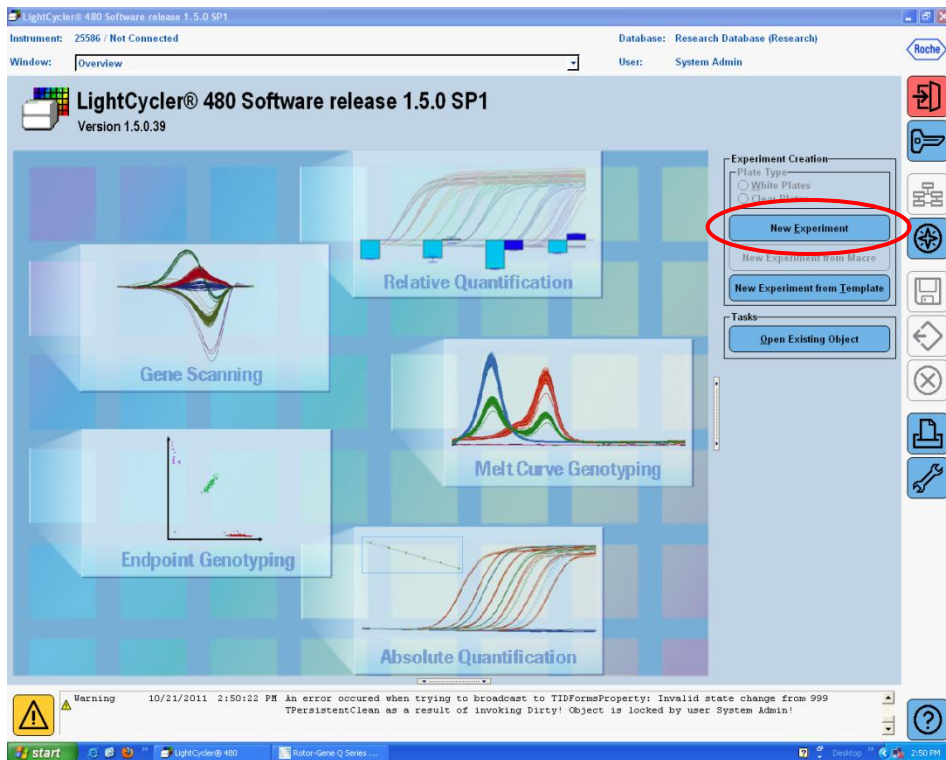 LightCycler® 480 Software release 1.5.0 SP1
Instrument: 25586 / Not Connected
Database: Research Database (Research)
Window: Overview
User: System Admin
Roche
LightCycler® 480 Software release 1.5.0 SP1
Version 1.5.0.39
Experiment Creation
Plate Type
White Plates
Clear Plates
New Experiment
New Experiment from Macro
New Experiment from Template
Tasks
Open Existing Object
Relative Quantification
Gene Scanning
Melt Curve Genotyping
Endpoint Genotyping
Absolute Quantification
Warning 10/21/2011 2:50:22 PM An error occured when trying to broadcast to TIDFormsProperty: Invalid state change from 999
TPersistentClean as a result of invoking Dirty! Object is locked by user System Admin!
start
LightCycler® 480
Rotor-Gene Q Series ...
Desktop
2:50 PM